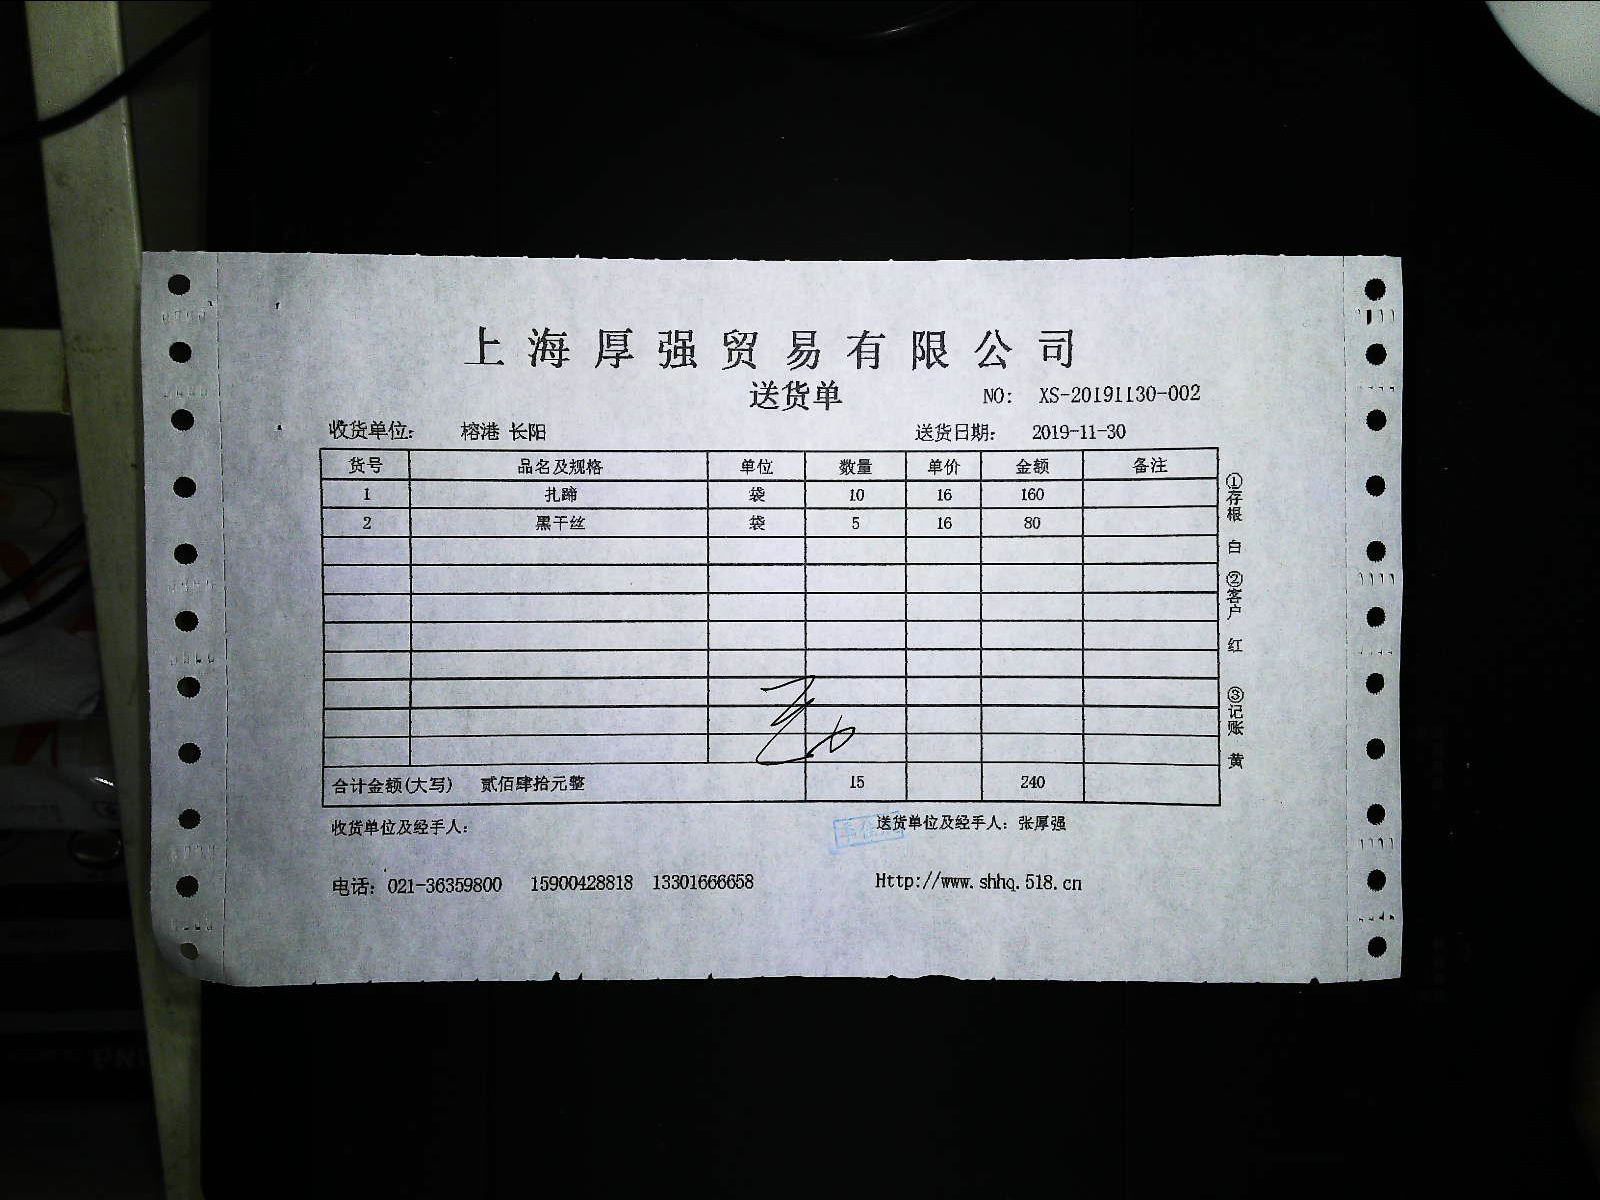 上海厚强贸易有限公司
送货单
NO: XS-20191130-002
收货单位: 榕港 长阳 送货日期: 2019-11-30
货号 品名及规格 单位 数量 单价 金额 备注
1 扎蹄 袋 10 16 160
2 黑干丝 袋 5 16 80
合计金额(大写) 贰佰肆拾元整 15 240
①存根 白 ②客户 红 ③记账 黄
收货单位及经手人: 送货单位及经手人: 张厚强
电话: 021-36359800 15900428818 13301666658 Http://www.shhq.518.cn